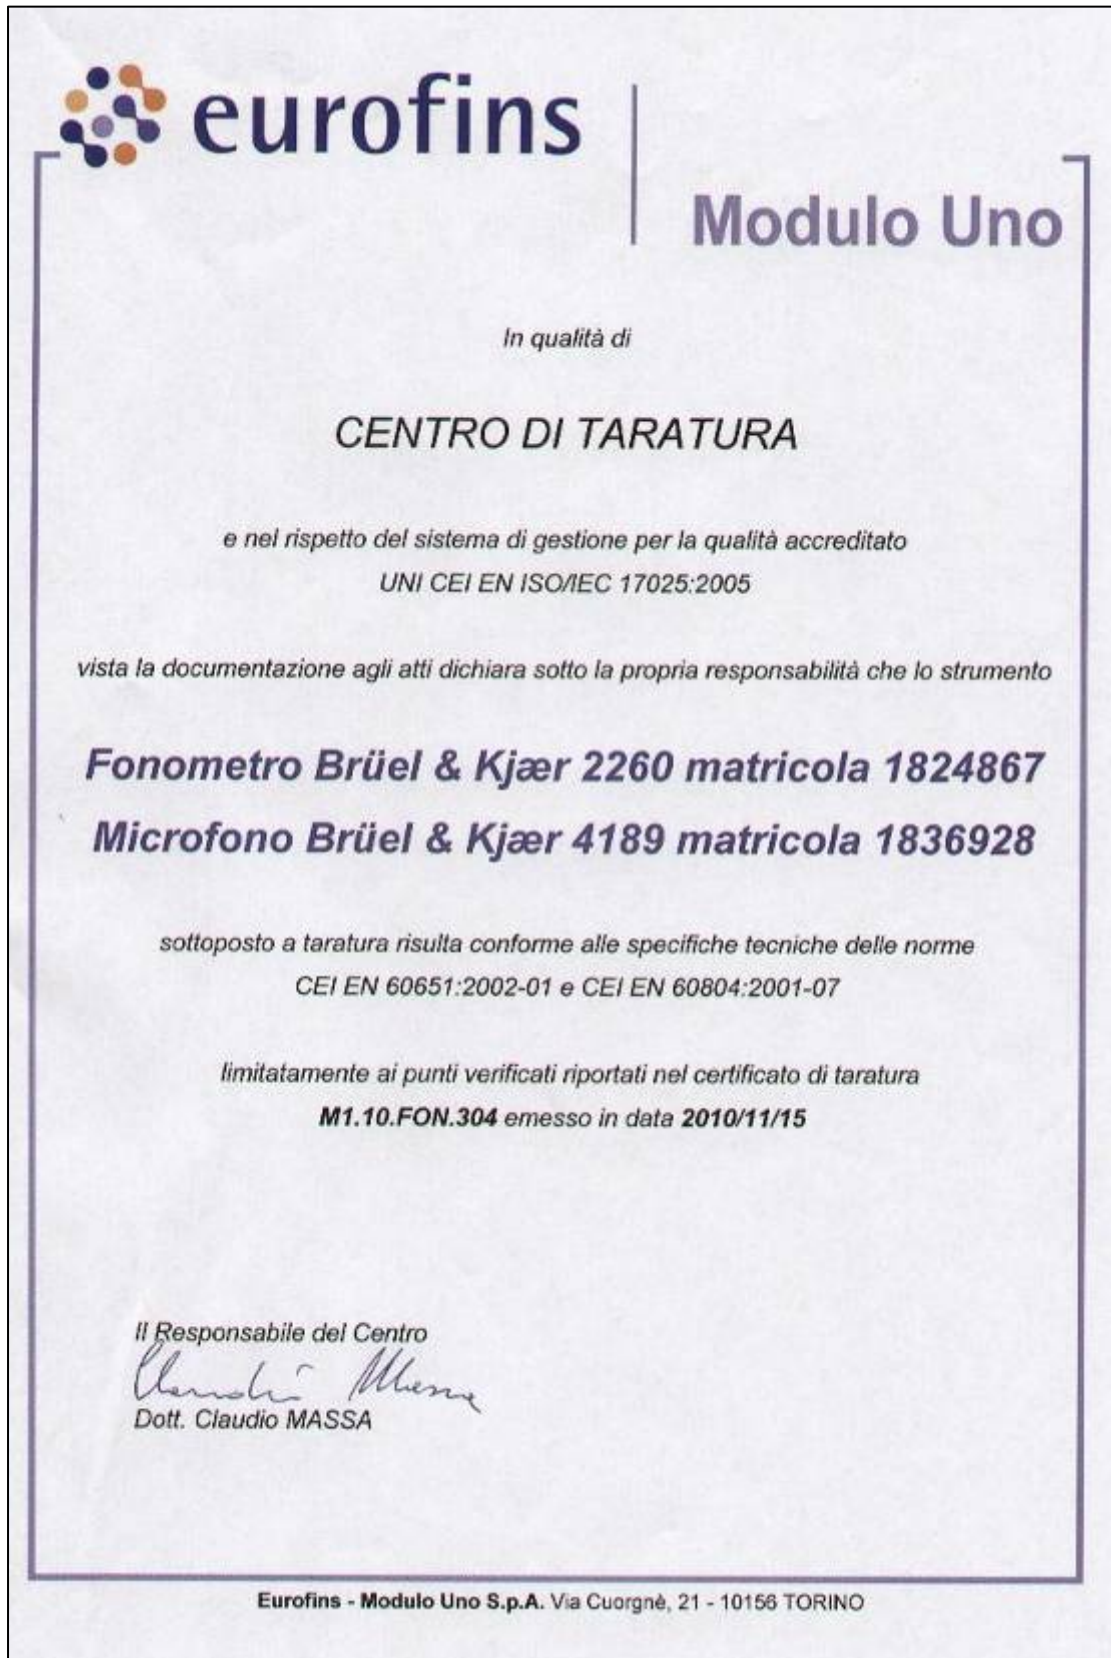 eurofins
Modulo Uno
In qualità di
CENTRO DI TARATURA
e nel rispetto del sistema di gestione per la qualità accreditato
UNI CEI EN ISO/IEC 17025:2005
vista la documentazione agli atti dichiara sotto la propria responsabilità che lo strumento
Fonometro Brüel & Kjær 2260 matricola 1824867
Microfono Brüel & Kjær 4189 matricola 1836928
sottoposto a taratura risulta conforme alle specifiche tecniche delle norme
CEI EN 60651:2002-01 e CEI EN 60804:2001-07
limitatamente ai punti verificati riportati nel certificato di taratura
M1.10.FON.304 emesso in data 2010/11/15
Il Responsabile del Centro
Claudio Massa
Dott. Claudio MASSA
Eurofins - Modulo Uno S.p.A. Via Cuorgnè, 21 - 10156 TORINO